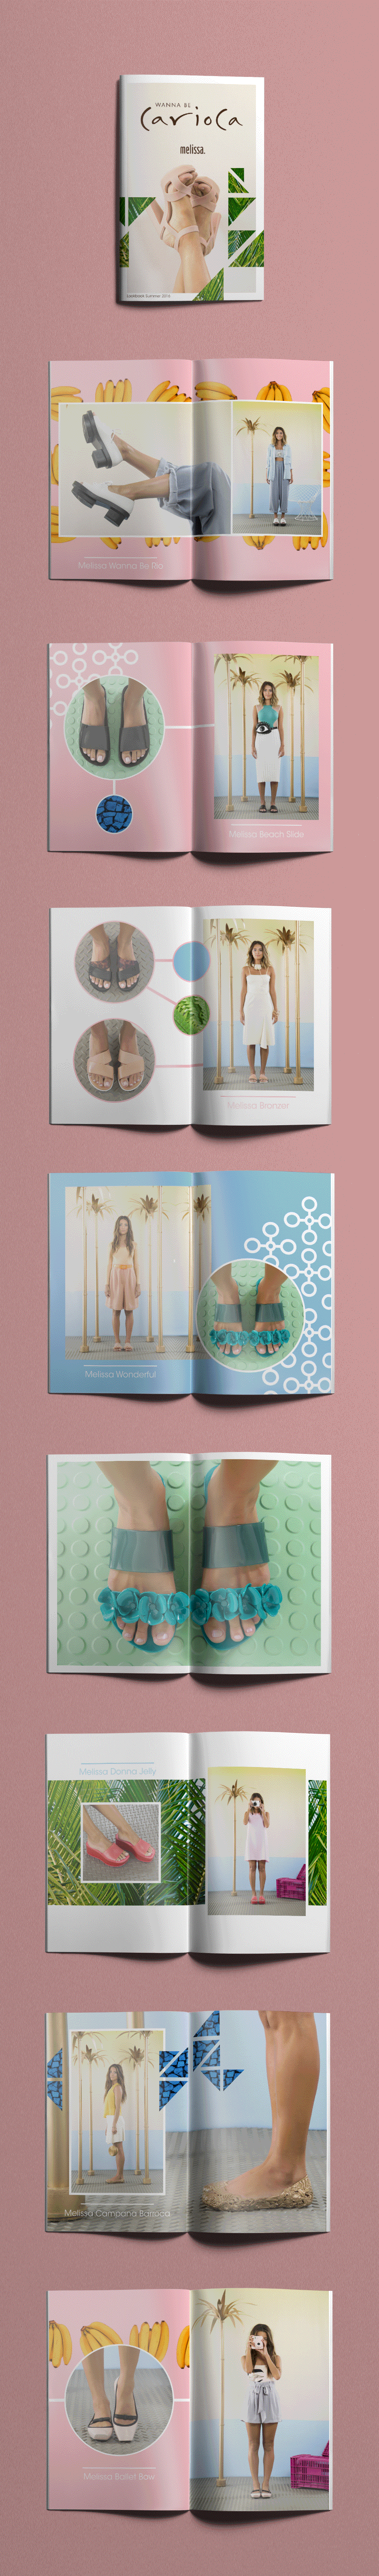 WANNA BE
Carioca
melissa.
Lookbook Summer 2016
Melissa Wanna Be Rio
Melissa Beach Slide
Melissa Bronzer
Melissa Wonderful
Melissa Donna Jelly
Melissa Campana Barroca
Melissa Ballet Bow